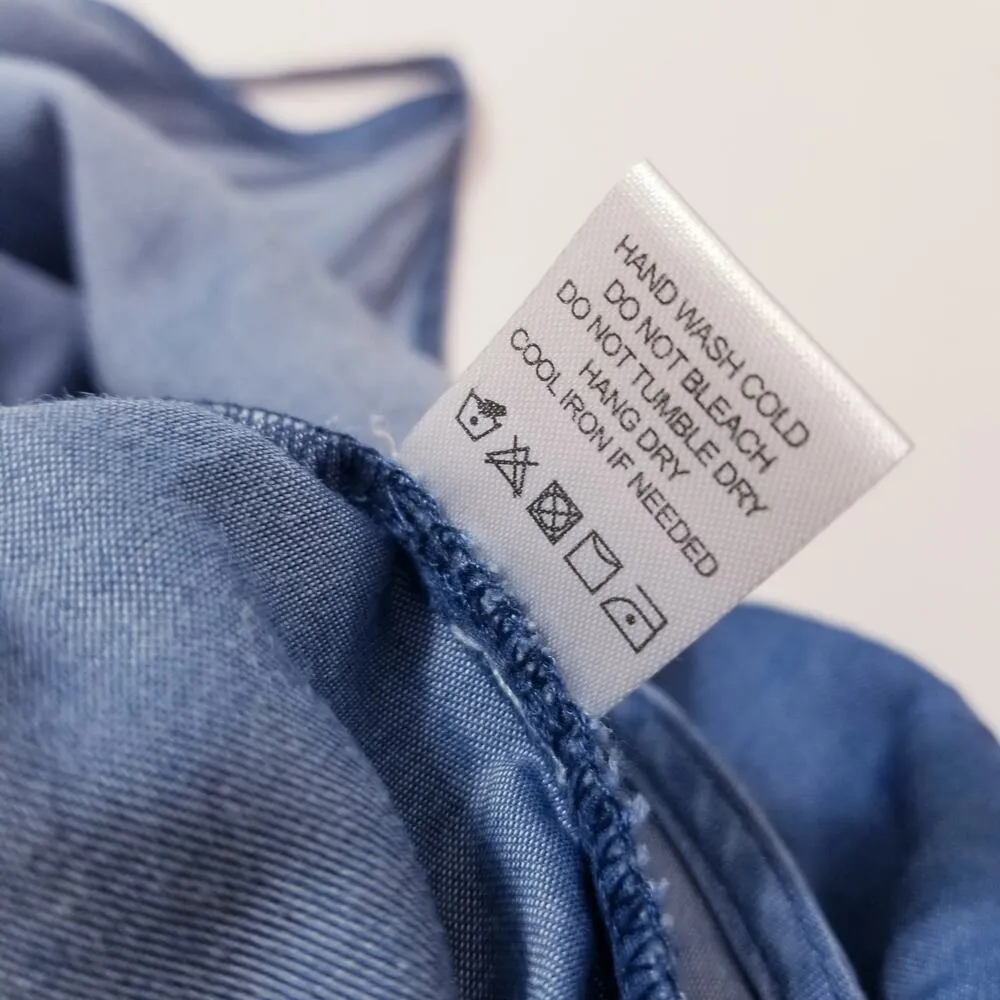 HAND WASH COLD
DO NOT BLEACH
DO NOT TUMBLE DRY
HANG DRY
COOL IRON IF NEEDED